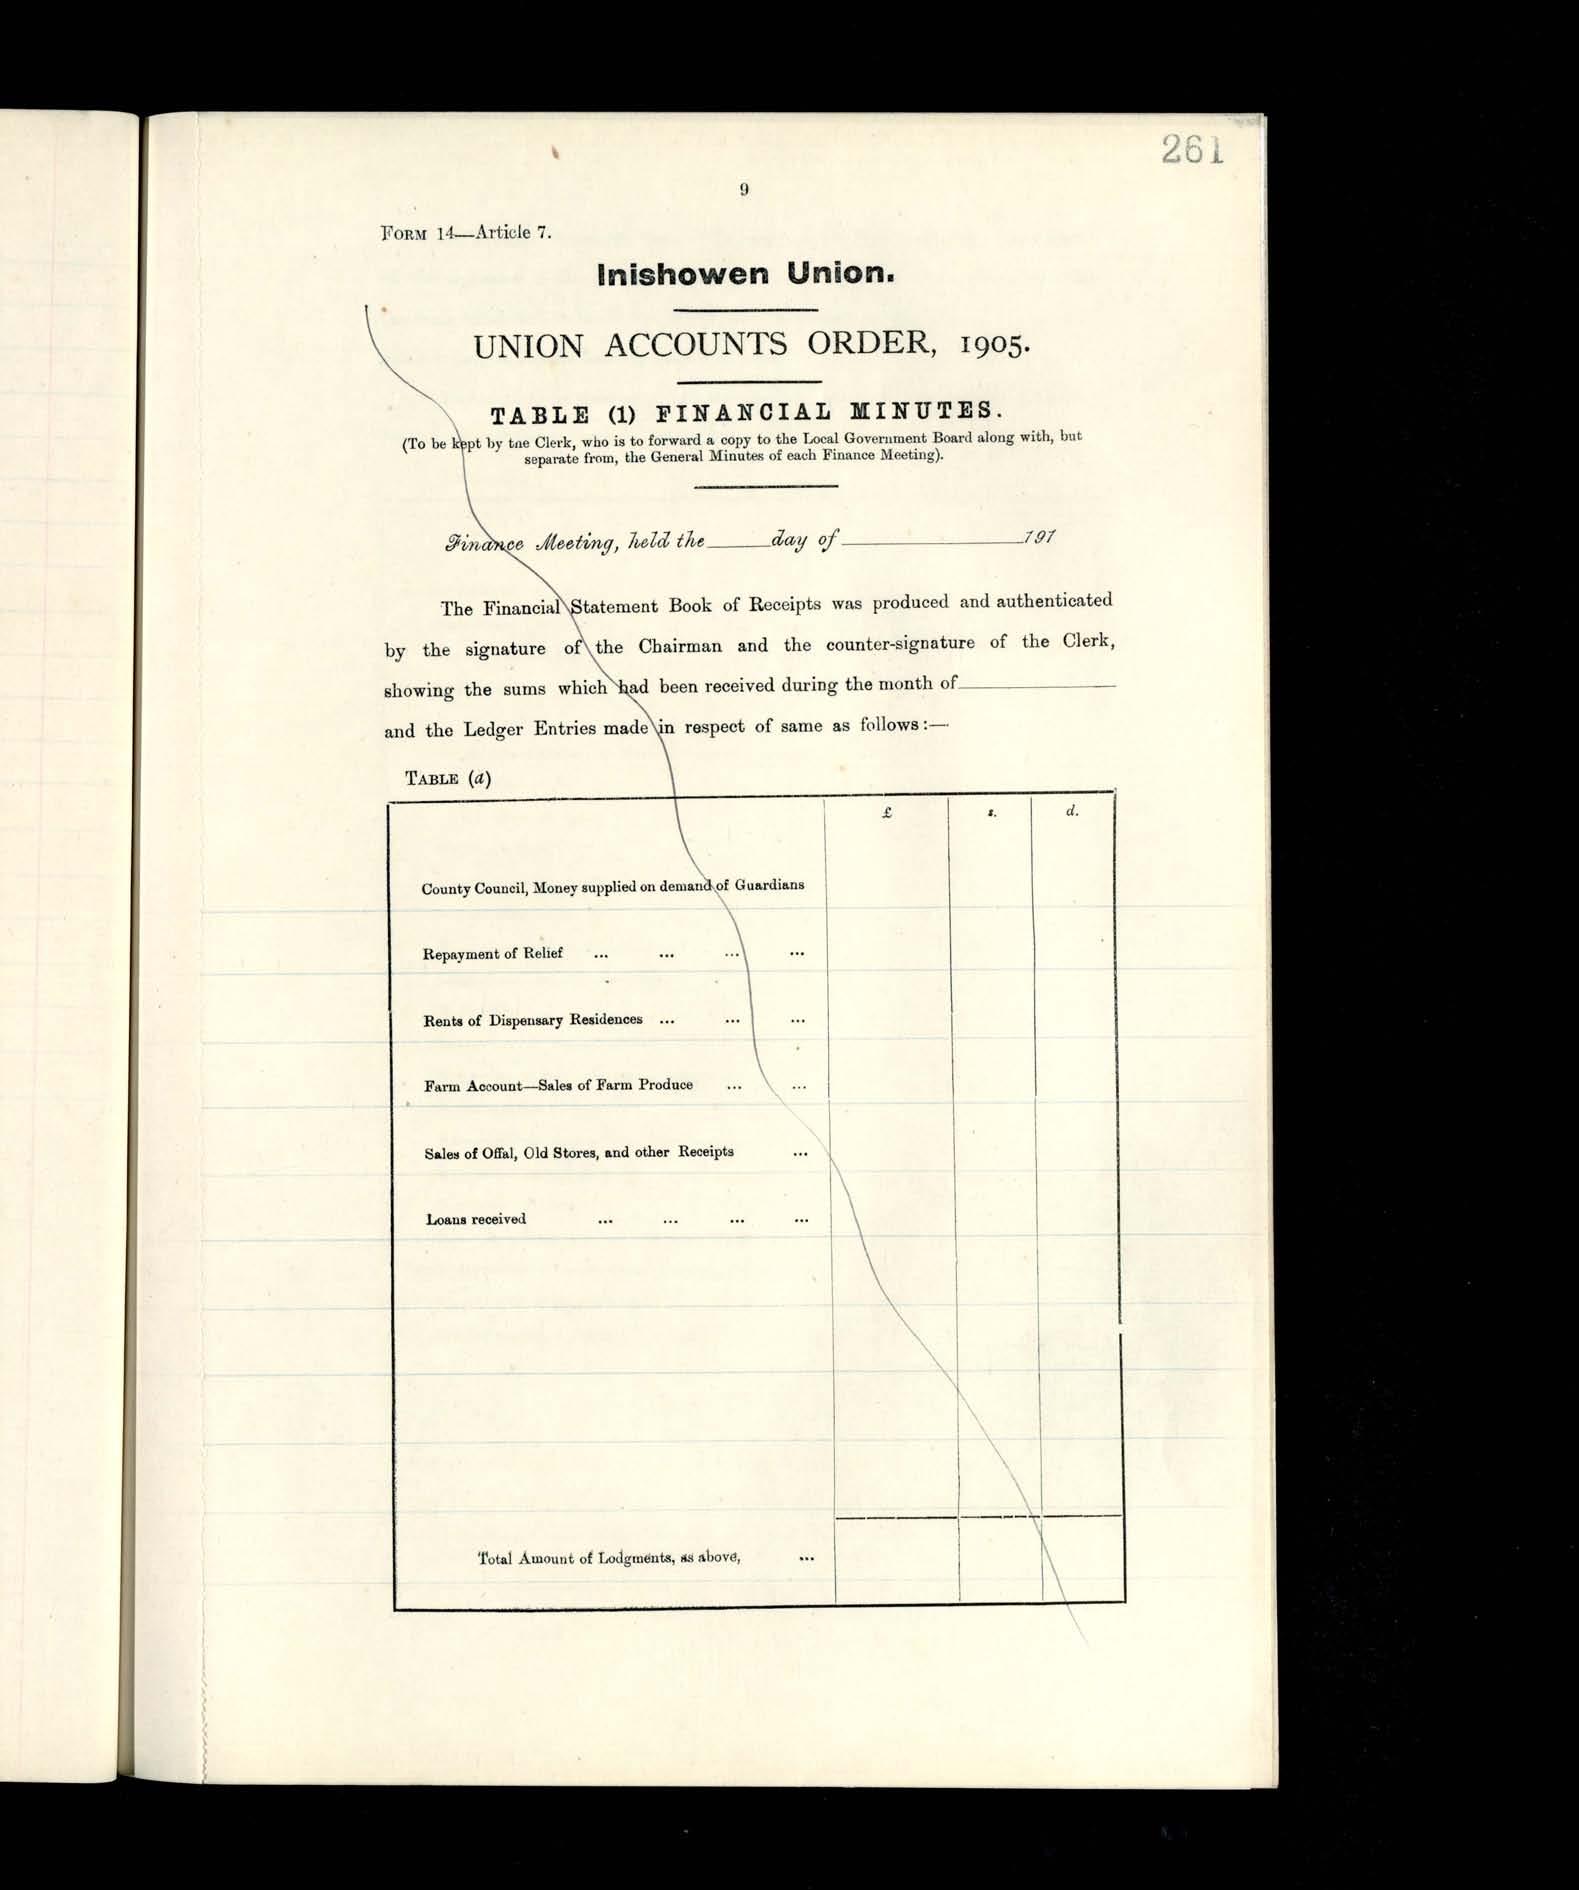 261
9
FORM 14—Article 7.
Inishowen Union.
UNION ACCOUNTS ORDER, 1905.
TABLE (1) FINANCIAL MINUTES.
(To be kept by tne Clerk, who is to forward a copy to the Local Government Board along with, but
separate from, the General Minutes of each Finance Meeting).
Finance Meeting, held the_____day of_______________191
The Financial Statement Book of Receipts was produced and authenticated
by the signature of the Chairman and the counter-signature of the Clerk,
showing the sums which had been received during the month of_______________
and the Ledger Entries made in respect of same as follows:—
TABLE (a)
£ s. d.
County Council, Money supplied on demand of Guardians
Repayment of Relief ... ... ... ...
Rents of Dispensary Residences ... ... ...
Farm Account—Sales of Farm Produce ... ...
Sales of Offal, Old Stores, and other Receipts ...
Loans received ... ... ... ...
Total Amount of Lodgments, as above, ...